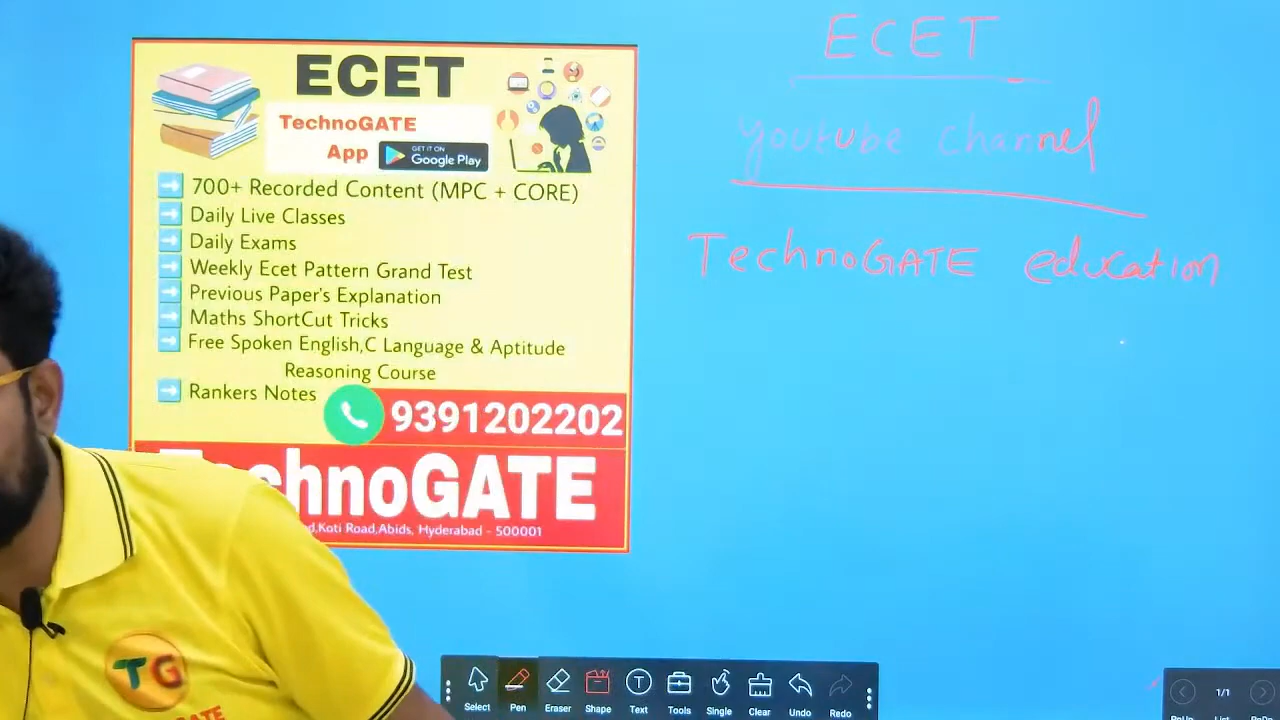 ECET
TechnoGATE
App
GET IT ON
Google Play
700+ Recorded Content (MPC + CORE)
Daily Live Classes
Daily Exams
Weekly Ecet Pattern Grand Test
Previous Paper's Explanation
Maths ShortCut Tricks
Free Spoken English,C Language & Aptitude
Reasoning Course
Rankers Notes
9391202202
TechnoGATE
Koti Road,Abids, Hyderabad - 500001
ECET
youtube channel
TechnoGATE education
TG
GATE
Select
Pen
Eraser
Shape
Text
Tools
Single
Clear
Undo
Redo
1/1